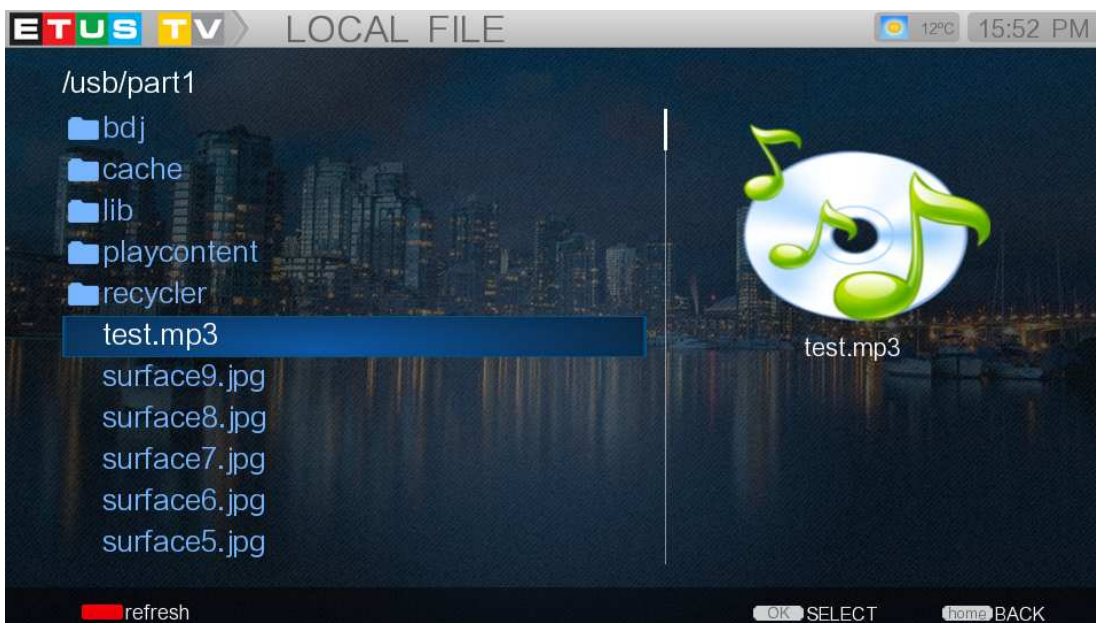 ETUS TV LOCAL FILE 12ºC 15:52 PM
/usb/part1
bdj
cache
lib
playcontent
recycler
test.mp3
surface9.jpg
surface8.jpg
surface7.jpg
surface6.jpg
surface5.jpg
test.mp3
refresh OK SELECT home BACK